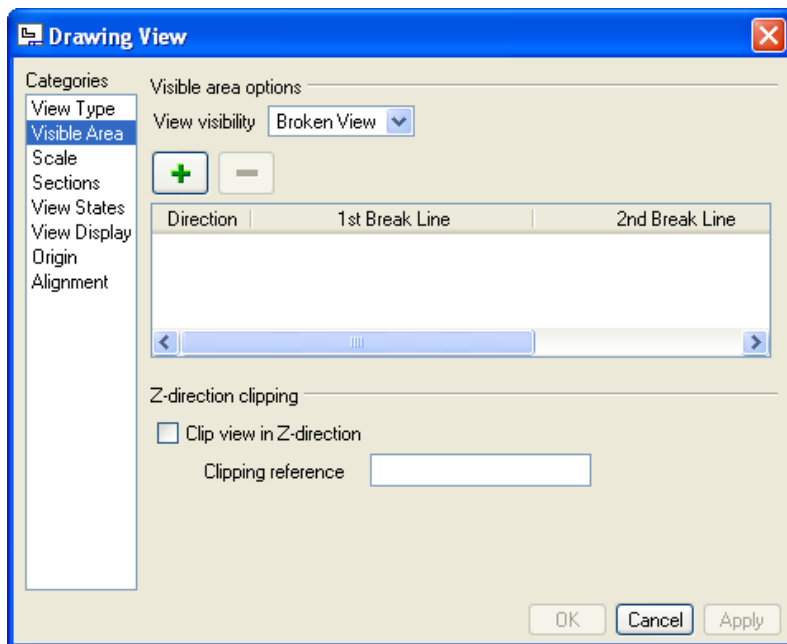 Drawing View
Categories
View Type
Visible Area
Scale
Sections
View States
View Display
Origin
Alignment
Visible area options
View visibility Broken View
Direction 1st Break Line 2nd Break Line
Z-direction clipping
Clip view in Z-direction
Clipping reference
OK Cancel Apply